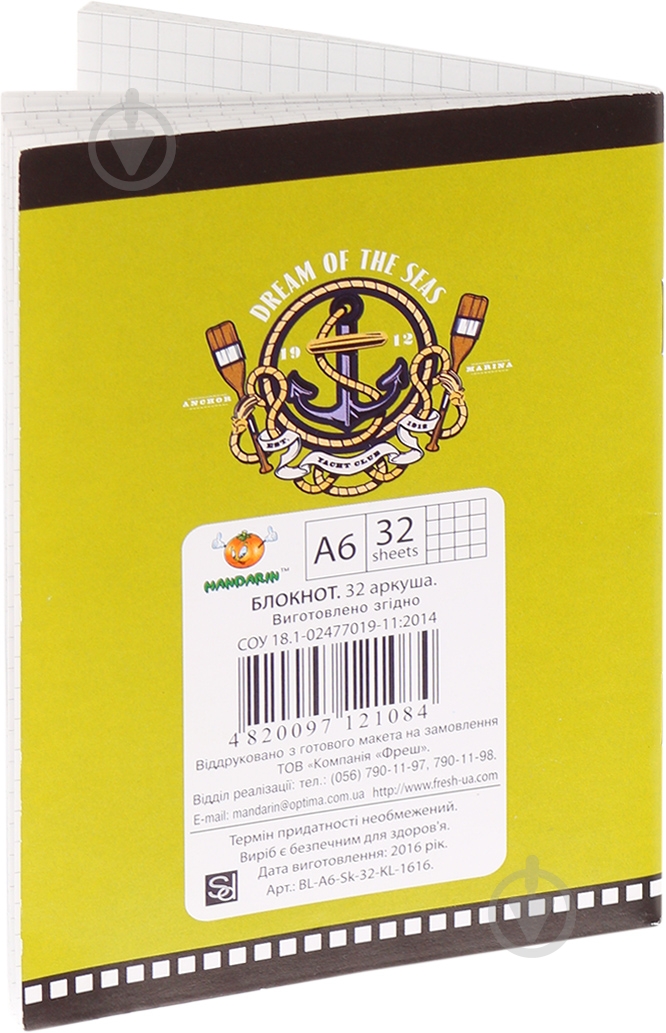 DREAM OF THE SEAS
19 12
ANCHOR
MARINA
EST. YACHT CLUB 1912
MANDARIN™
A6
32
sheets
БЛОКНОТ. 32 аркуша.
Виготовлено згідно
СОУ 18.1-02477019-11:2014
4 820097 121084
Віддруковано з готового макета на замовлення
ТОВ «Компанія «Фреш».
Відділ реалізації: тел.: (056) 790-11-97, 790-11-98.
E-mail: mandarin@optima.com.ua http://www.fresh-ua.com
Термін придатності необмежений.
Виріб є безпечним для здоров'я.
Дата виготовлення: 2016 рік.
Арт.: BL-A6-Sk-32-KL-1616.